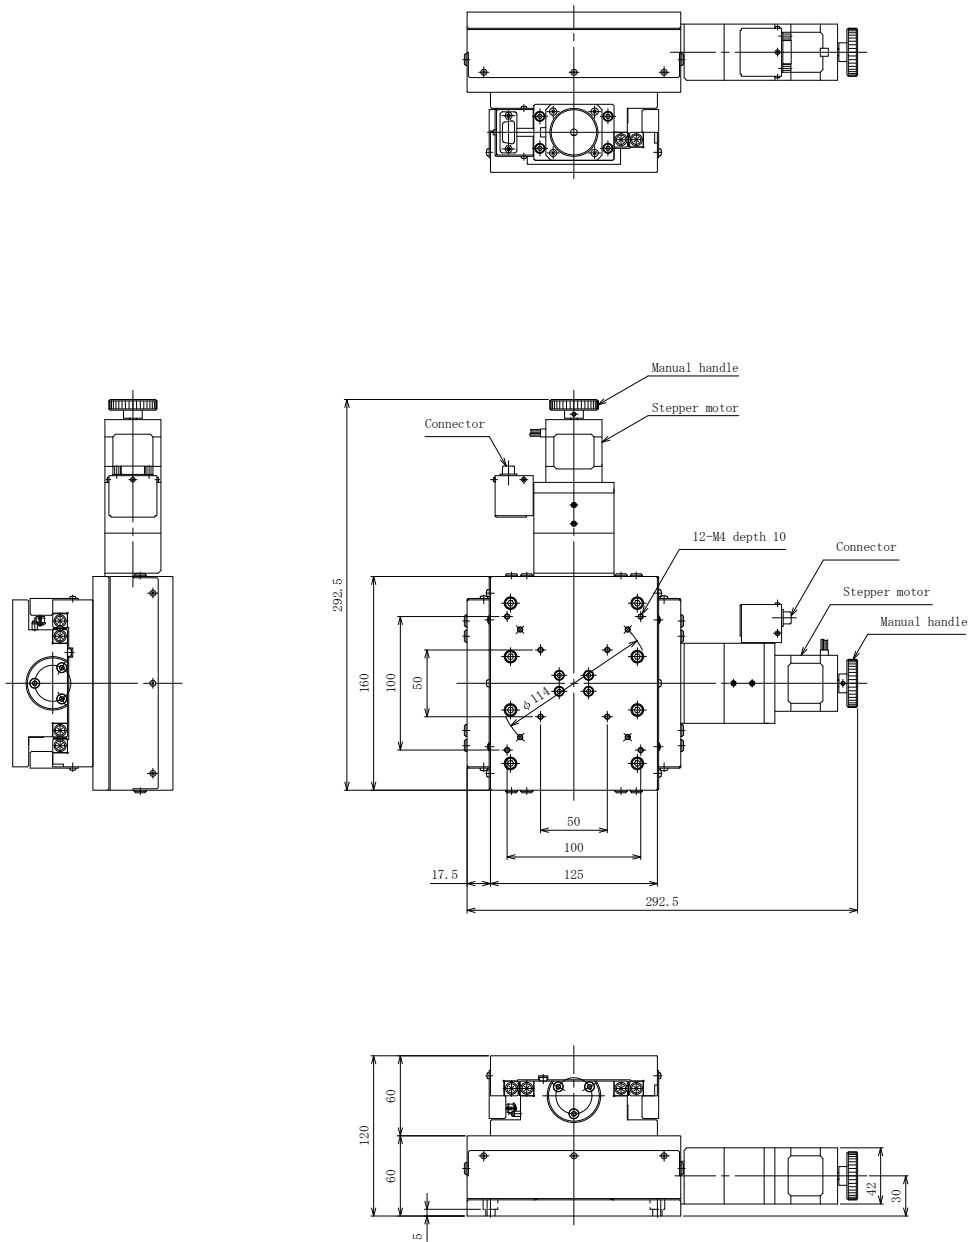 Manual handle
Stepper motor
Connector
12-M4 depth 10
Connector
Stepper motor
Manual handle
292.5
160
100
50
φ114
50
100
17.5
125
292.5
120
60
60
5
42
30